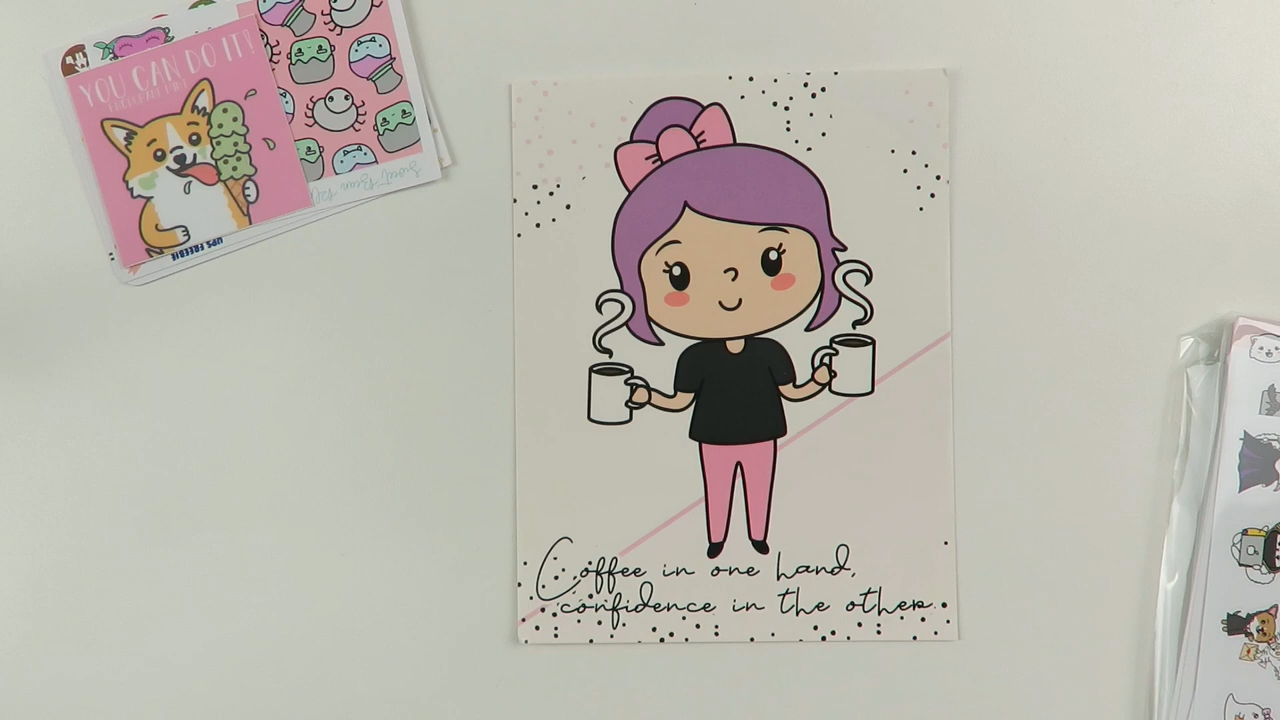 YOU CAN DO IT!
UPS FREEBIE
Coffee in one hand,
confidence in the other.